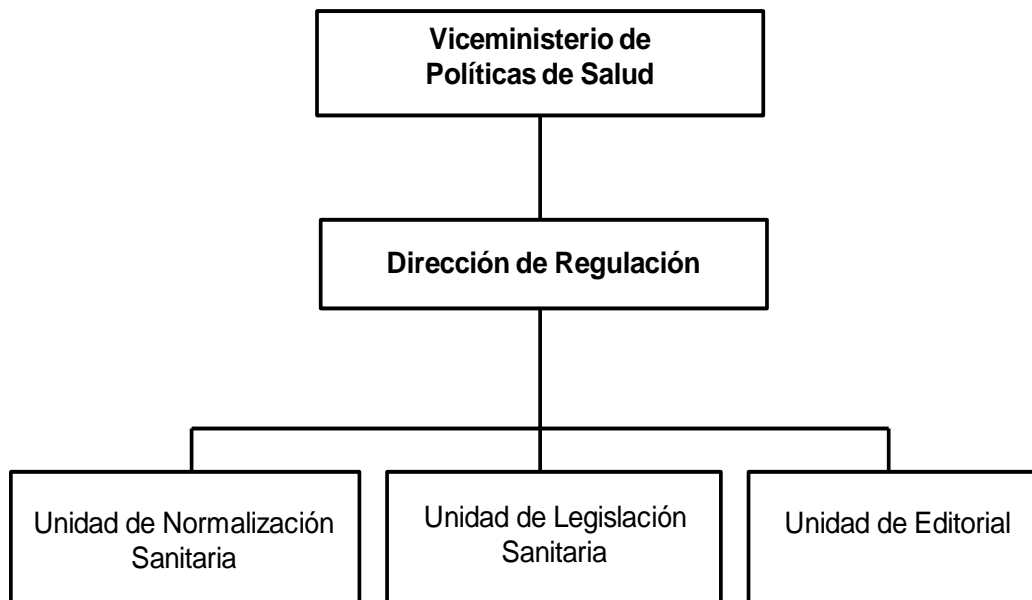 Viceministerio de
Políticas de Salud
Dirección de Regulación
Unidad de Normalización
Sanitaria
Unidad de Legislación
Sanitaria
Unidad de Editorial